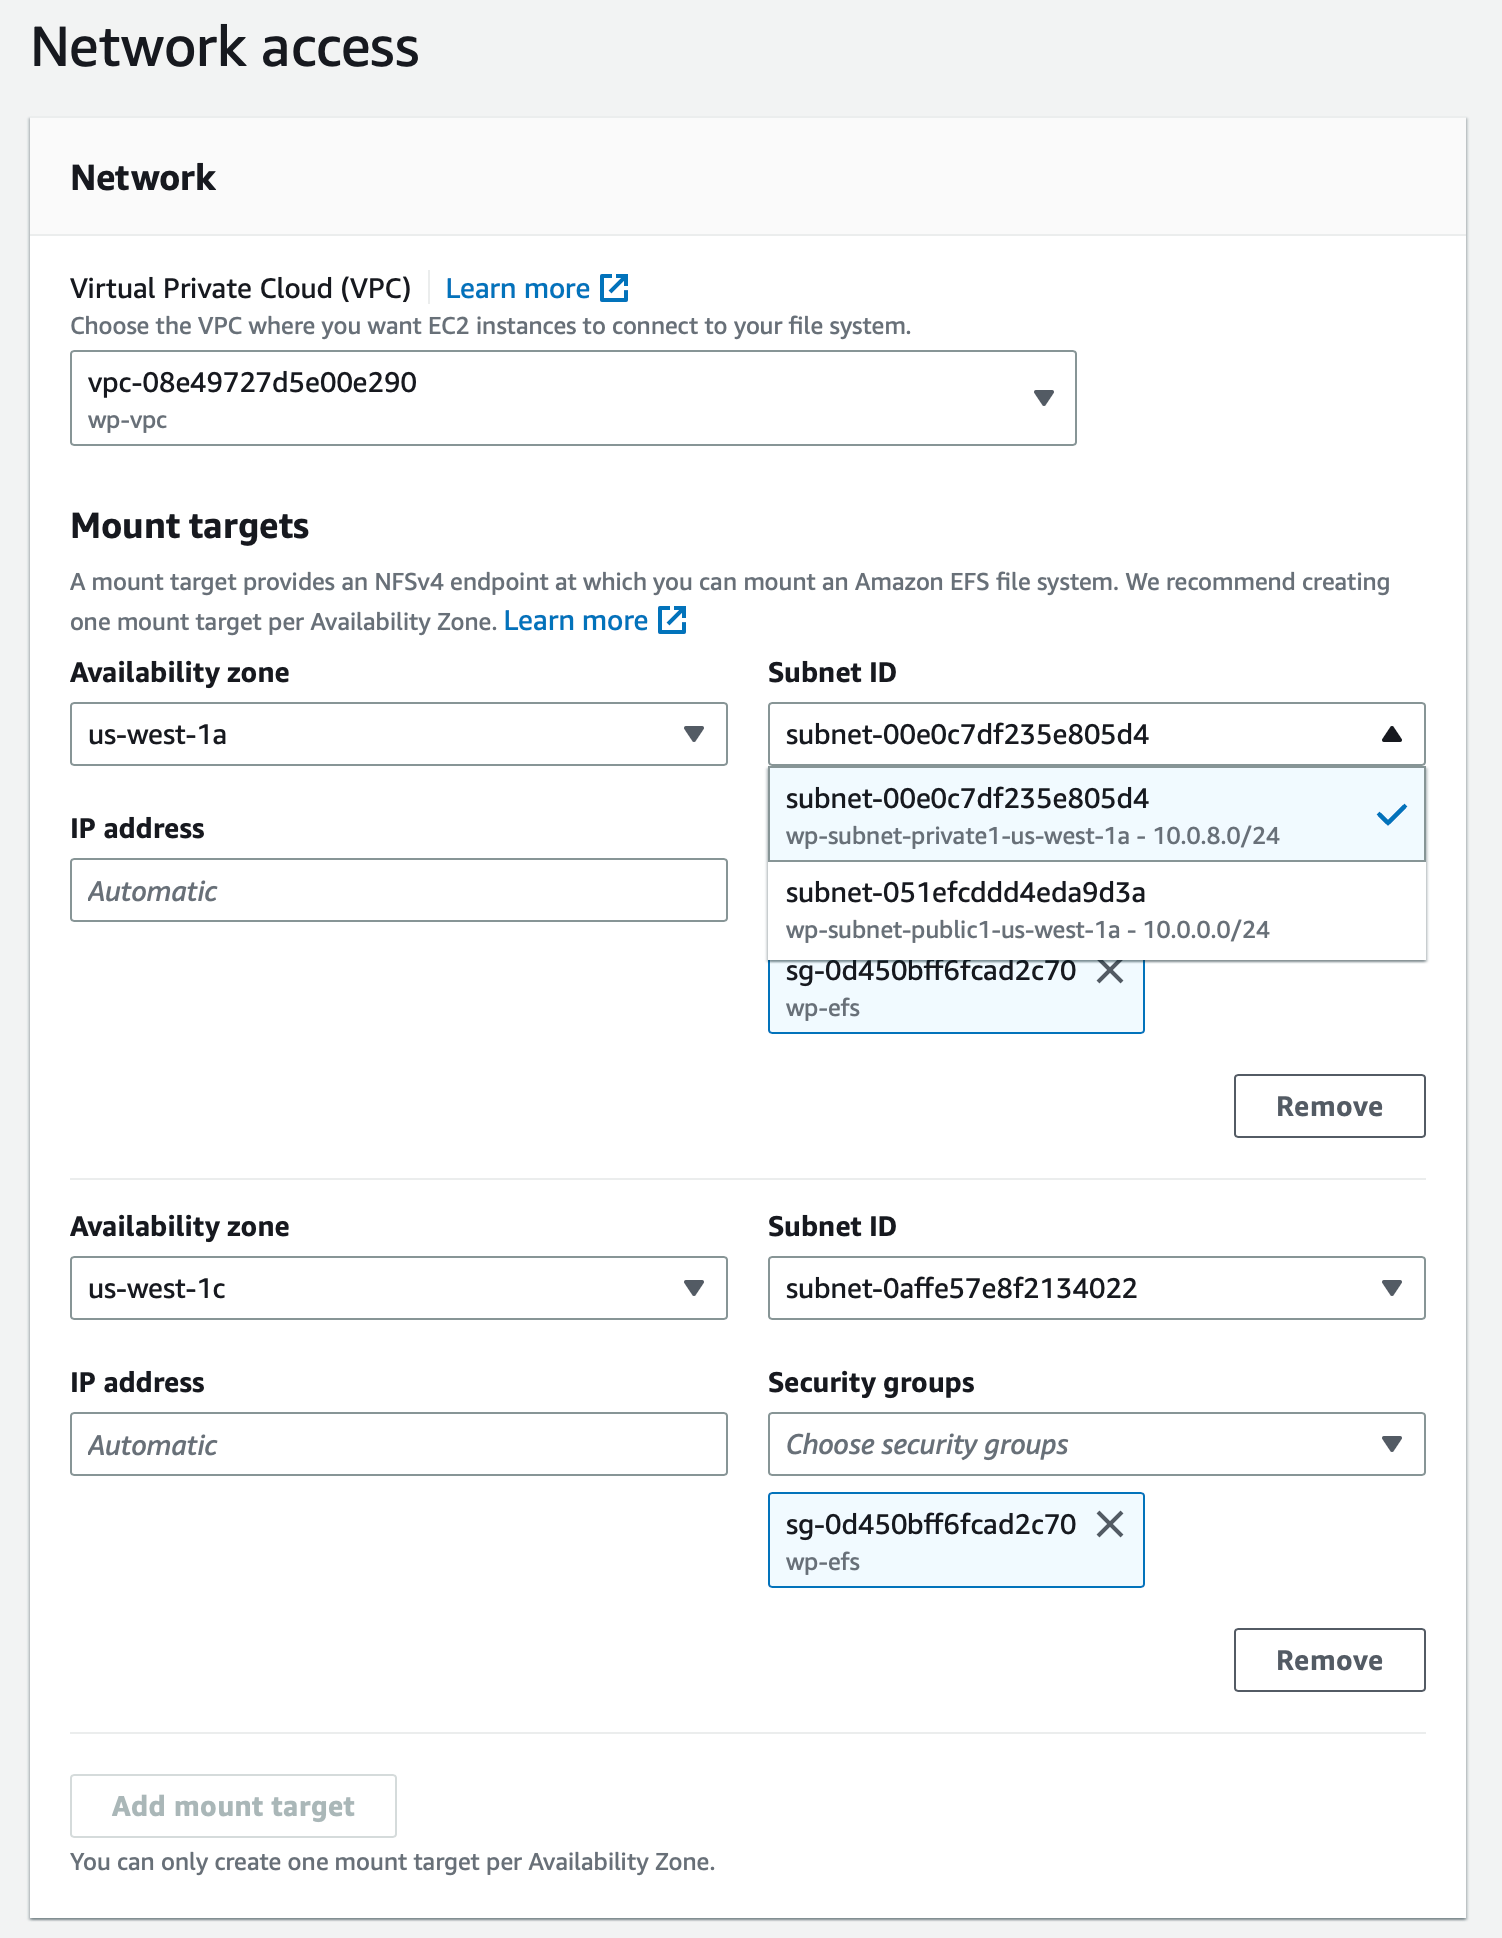 Network access
Network
Virtual Private Cloud (VPC) Learn more
Choose the VPC where you want EC2 instances to connect to your file system.
vpc-08e49727d5e00e290
wp-vpc
Mount targets
A mount target provides an NFSv4 endpoint at which you can mount an Amazon EFS file system. We recommend creating
one mount target per Availability Zone. Learn more
Availability zone
us-west-1a
Subnet ID
subnet-00e0c7df235e805d4
subnet-00e0c7df235e805d4
wp-subnet-private1-us-west-1a - 10.0.8.0/24
subnet-051efcddd4eda9d3a
wp-subnet-public1-us-west-1a - 10.0.0.0/24
IP address
Automatic
sg-0d450bff6fcad2c70
wp-efs
Remove
Availability zone
us-west-1c
Subnet ID
subnet-0affe57e8f2134022
IP address
Automatic
Security groups
Choose security groups
sg-0d450bff6fcad2c70
wp-efs
Remove
Add mount target
You can only create one mount target per Availability Zone.